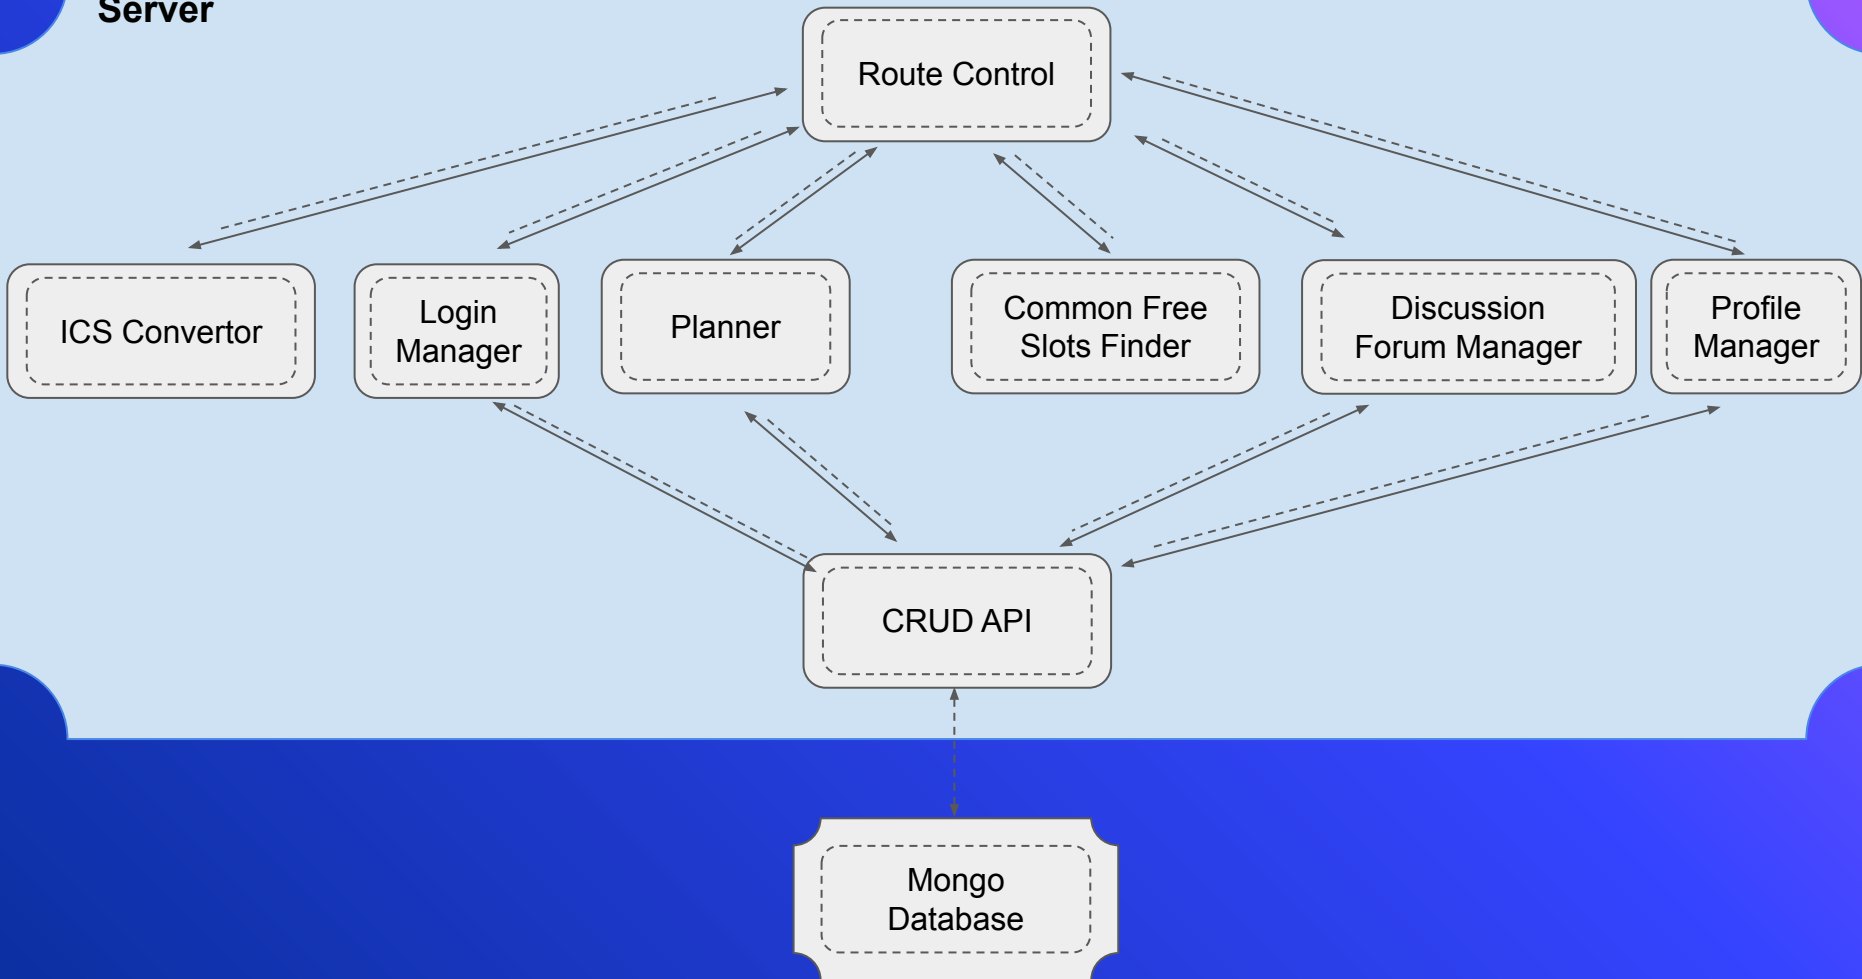 Server
Route Control
ICS Convertor
Login
Manager
Planner
Common Free
Slots Finder
Discussion
Forum Manager
Profile
Manager
CRUD API
Mongo
Database